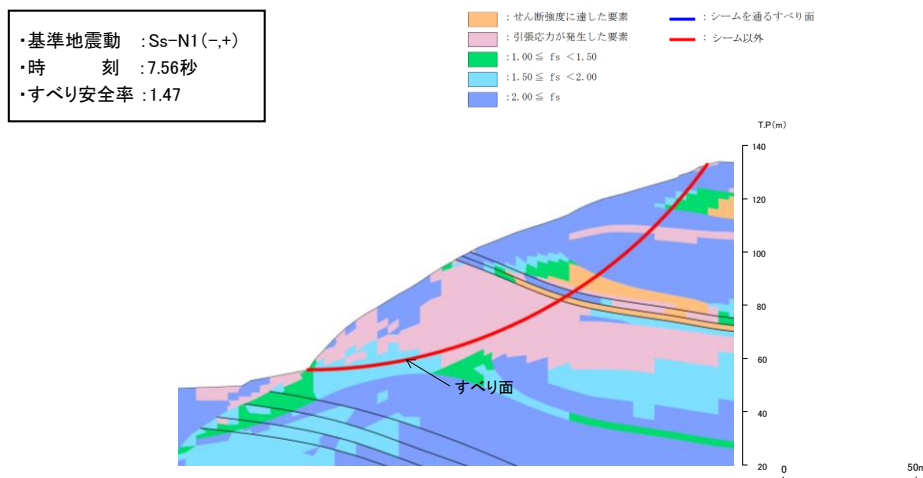 ・基準地震動　：Ss-N1(-,+)
・時　　刻　：7.56秒
・すべり安全率：1.47
：せん断強度に達した要素
：引張応力が発生した要素
：1.00≦ fs <1.50
：1.50≦ fs <2.00
：2.00≦ fs
：シームを通るすべり面
：シーム以外
T.P(m)
140
120
100
80
60
40
20
すべり面
0
50m